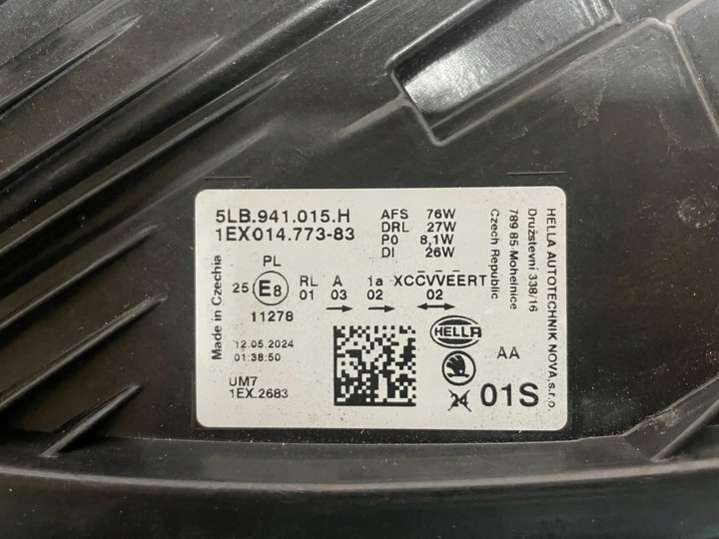 5LB.941.015.H
1EX014.773-83
AFS 76W
DRL 27W
P0 8,1W
DI 26W
PL
25 E8 RL A 1a XCC̄V̄VĒERT
01 03 02 02
11278
Made in Czechia
12.05.2024
01:38:50
UM7
1EX.2683
HELLA
AA
01S
HELLA AUTOTECHNIK NOVA,s.r.o.
Družstevní 338/16
789 85 Mohelnice
Czech Republic